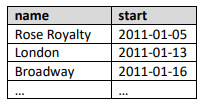 name start
Rose Royalty 2011-01-05
London 2011-01-13
Broadway 2011-01-16
... ...